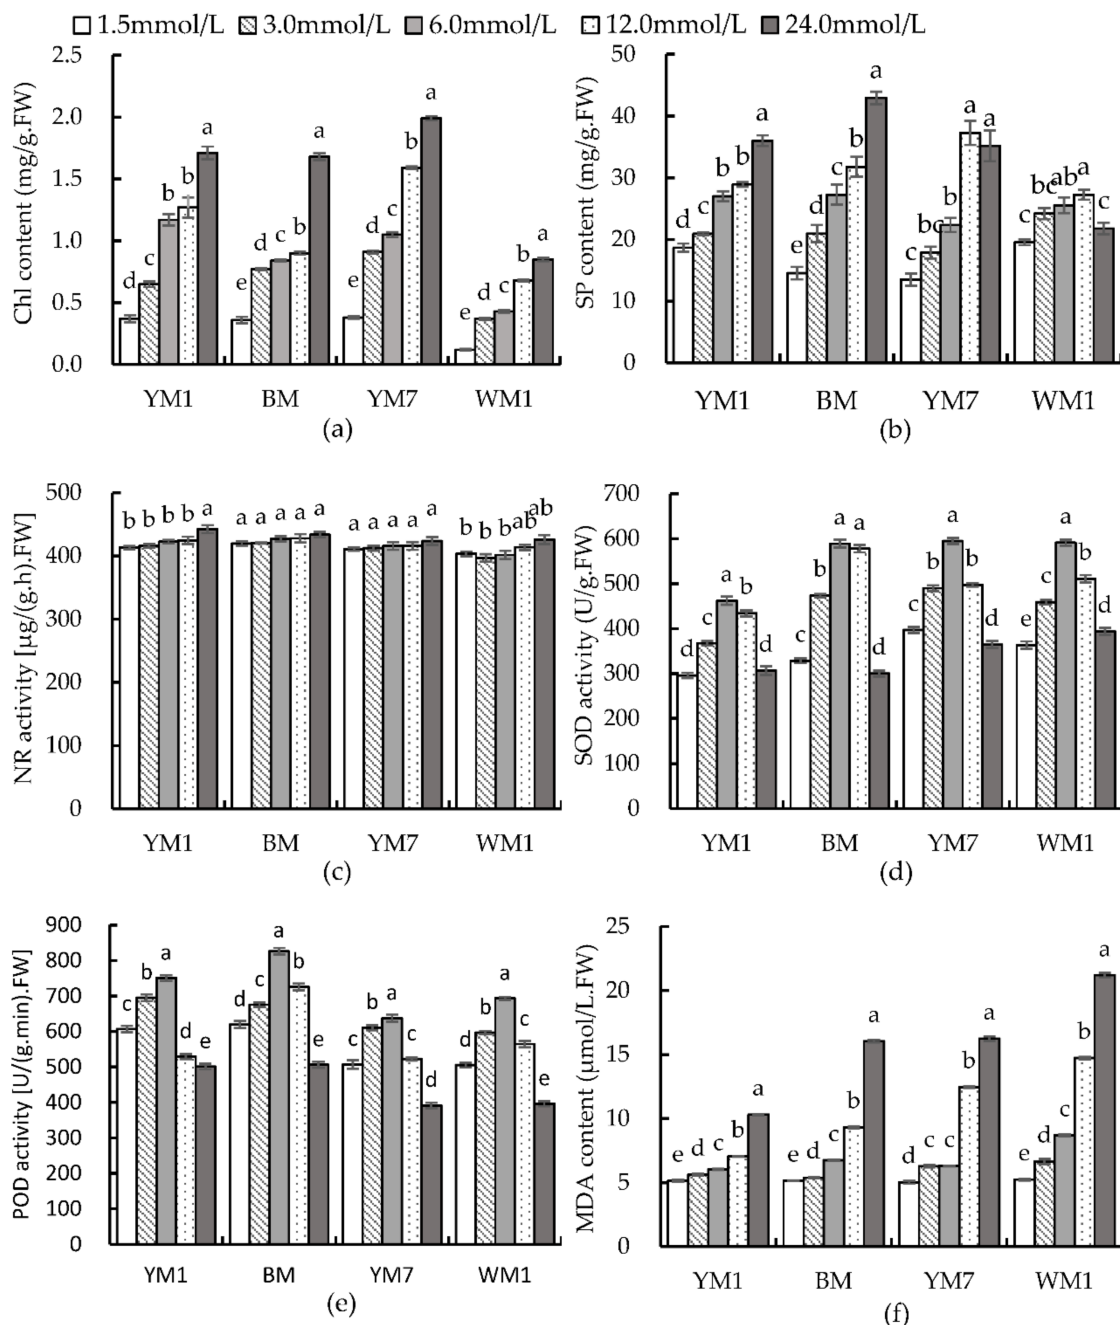 1.5mmol/L 3.0mmol/L 6.0mmol/L 12.0mmol/L 24.0mmol/L
Chl content (mg/g.FW)
2.5
2.0
1.5
1.0
0.5
0.0
d c b b a
e d c b a
e d c b a
e d c b a
YM1 BM YM7 WM1
(a)
SP content (mg/g.FW)
50
40
30
20
10
0
d c b b a
e d c b a
c bc b a a
c bc ab a
YM1 BM YM7 WM1
(b)
NR activity [µg/(g.h).FW]
500
400
300
200
100
0
b b b b a
a a a a a
a a a a a
b b b ab ab
YM1 BM YM7 WM1
(c)
SOD activity (U/g.FW)
700
600
500
400
300
200
100
0
d c a b d
c b a a d
c b a b d
e c a b d
YM1 BM YM7 WM1
(d)
POD activity [U/(g.min).FW]
900
800
700
600
500
400
300
200
100
0
c b a d e
d c a b e
c b a c d
d b a c e
YM1 BM YM7 WM1
(e)
MDA content (µmol/L.FW)
25
20
15
10
5
0
e d c b a
e d c b a
d c c b a
e d c b a
YM1 BM YM7 WM1
(f)